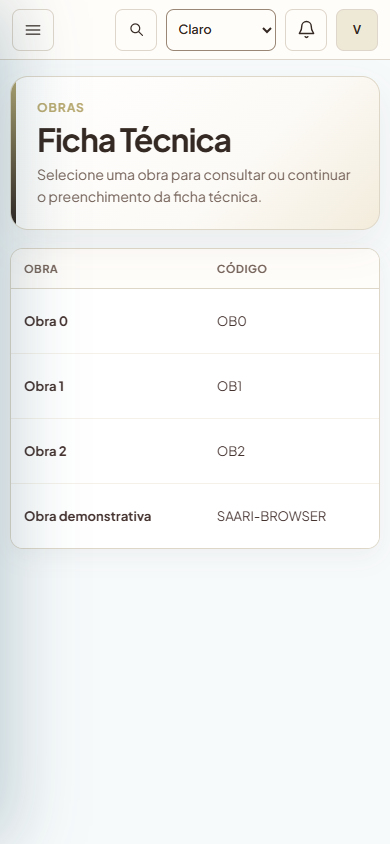 Claro
V
OBRAS
Ficha Técnica
Selecione uma obra para consultar ou continuar
o preenchimento da ficha técnica.
OBRA CÓDIGO
Obra 0 OB0
Obra 1 OB1
Obra 2 OB2
Obra demonstrativa SAARI-BROWSER